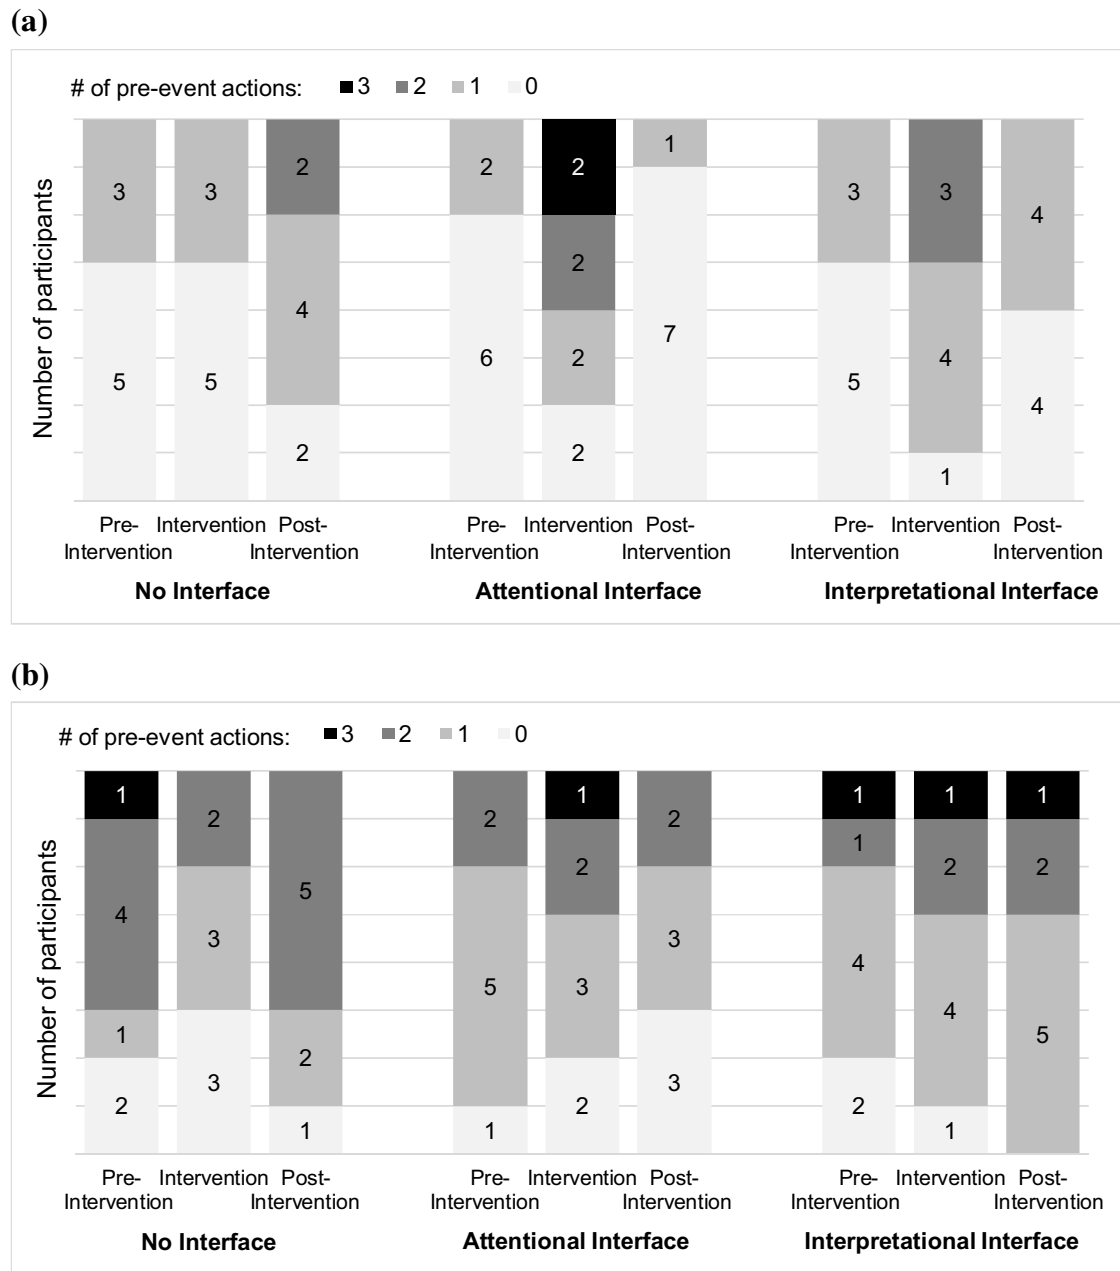 (a)
# of pre-event actions: 3 2 1 0
Number of participants
3 3 2 2 2 1 3 3 4
5 5 4 2 6 2 2 2 7 5 4 1 4
Pre-Intervention Intervention Post-Intervention Pre-Intervention Intervention Post-Intervention Pre-Intervention Intervention Post-Intervention
No Interface Attentional Interface Interpretational Interface
(b)
# of pre-event actions: 3 2 1 0
Number of participants
1 2 5 2 1 2 1 1 1
4 3 2 5 2 3 1 2 2
1 3 1 1 3 3 4 4 5
2 2 2 1
Pre-Intervention Intervention Post-Intervention Pre-Intervention Intervention Post-Intervention Pre-Intervention Intervention Post-Intervention
No Interface Attentional Interface Interpretational Interface